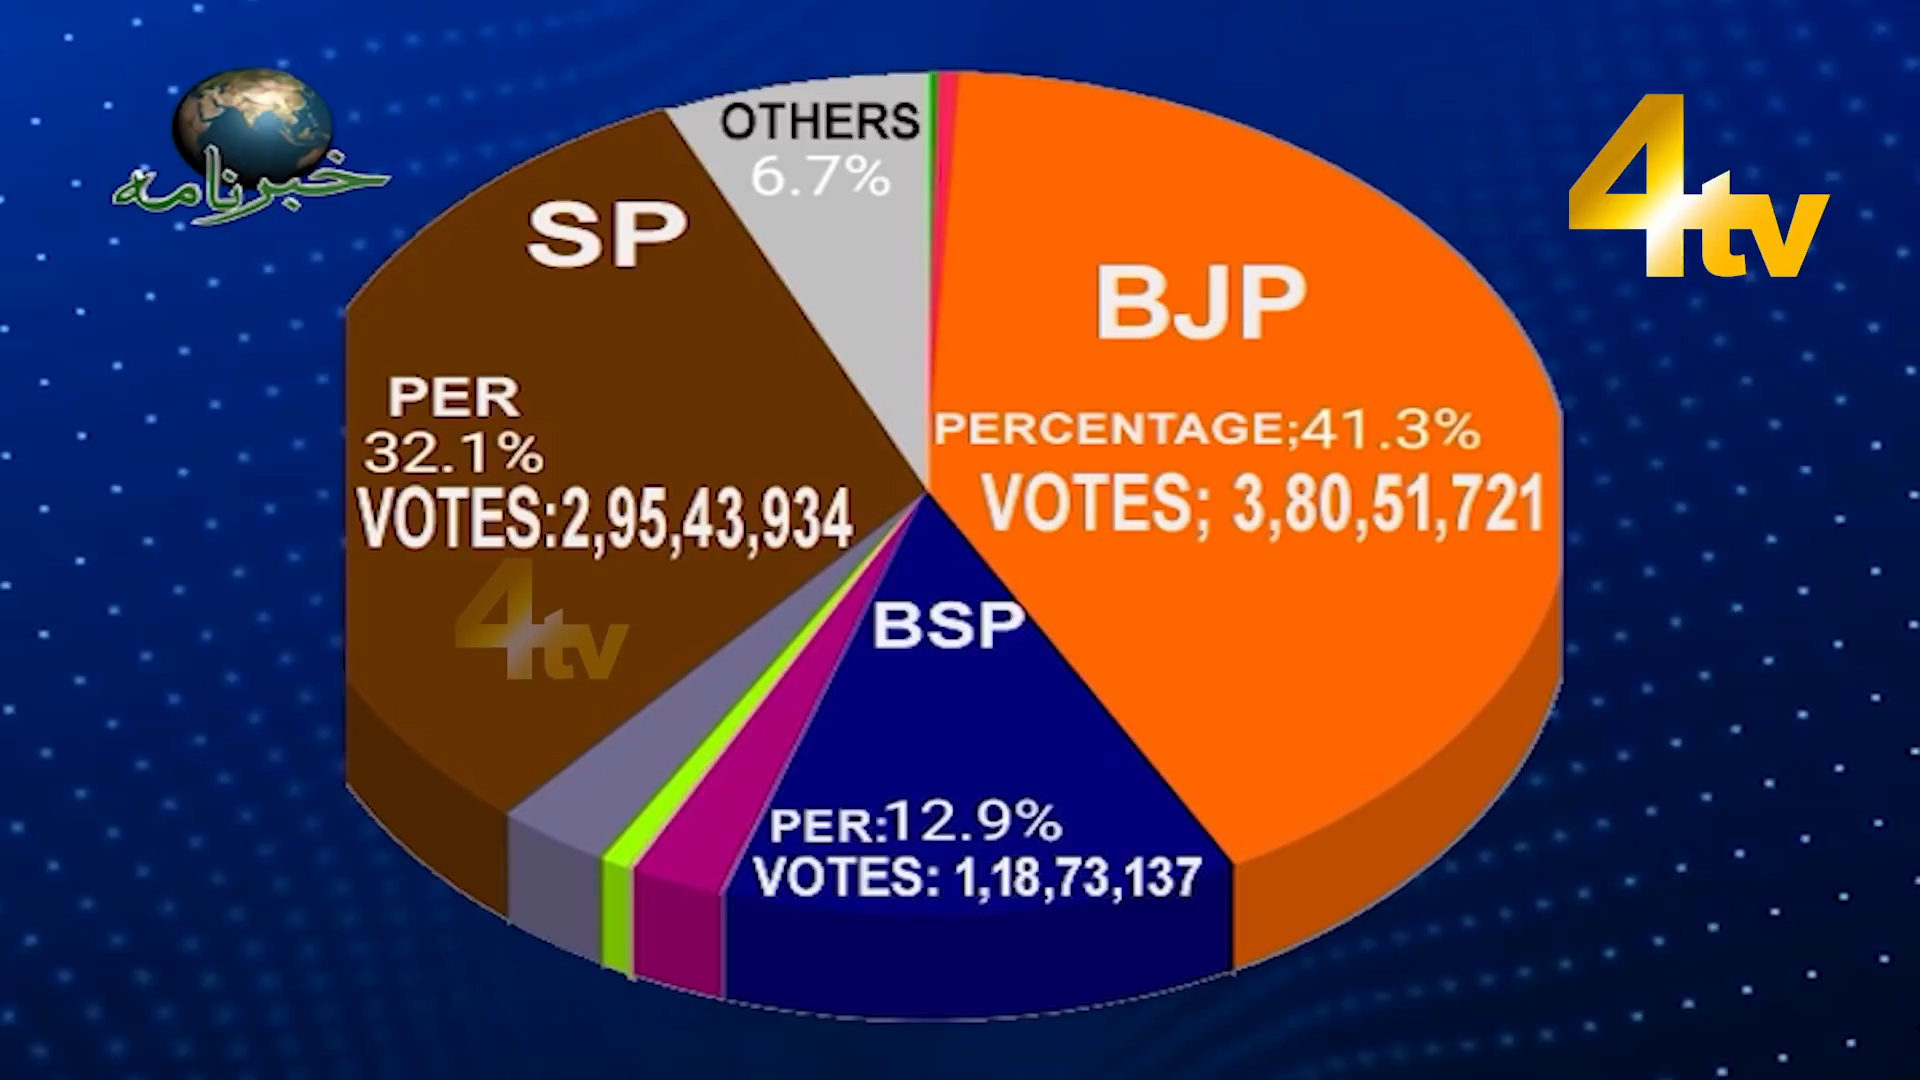 خبرنامہ
4tv
OTHERS
6.7%
SP
PER
32.1%
VOTES:2,95,43,934
4tv
BJP
PERCENTAGE;41.3%
VOTES; 3,80,51,721
BSP
PER:12.9%
VOTES: 1,18,73,137